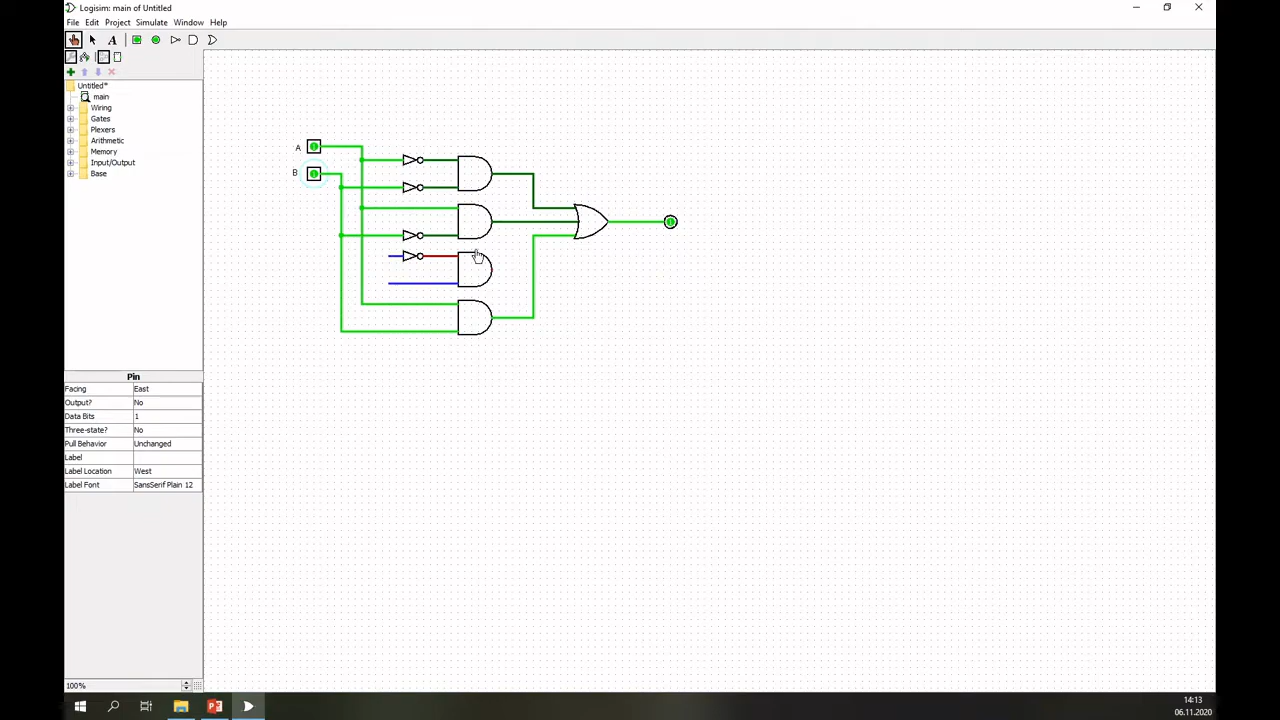 Logisim: main of Untitled
File Edit Project Simulate Window Help
A
Untitled*
main
Wiring
Gates
Plexers
Arithmetic
Memory
Input/Output
Base
A
B
Pin
Facing East
Output? No
Data Bits 1
Three-state? No
Pull Behavior Unchanged
Label
Label Location West
Label Font SansSerif Plain 12
100%
14:13
06.11.2020